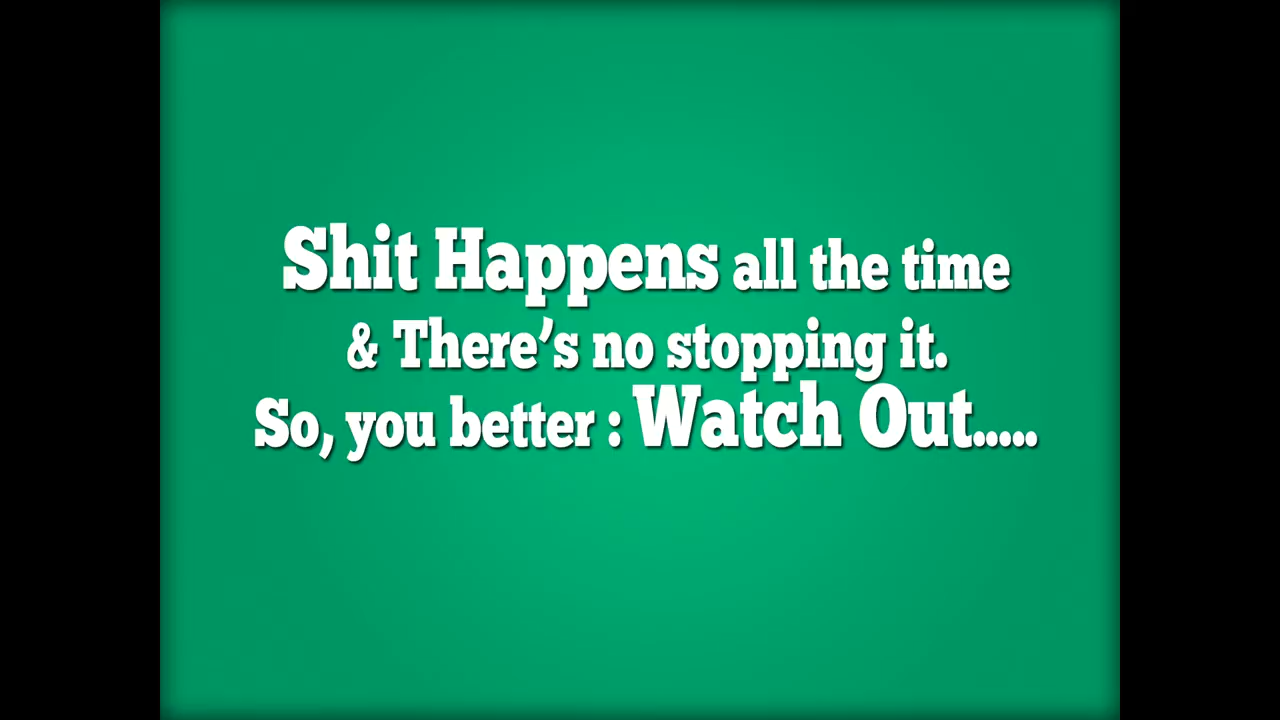 Shit Happens all the time
& There’s no stopping it.
So, you better : Watch Out.....